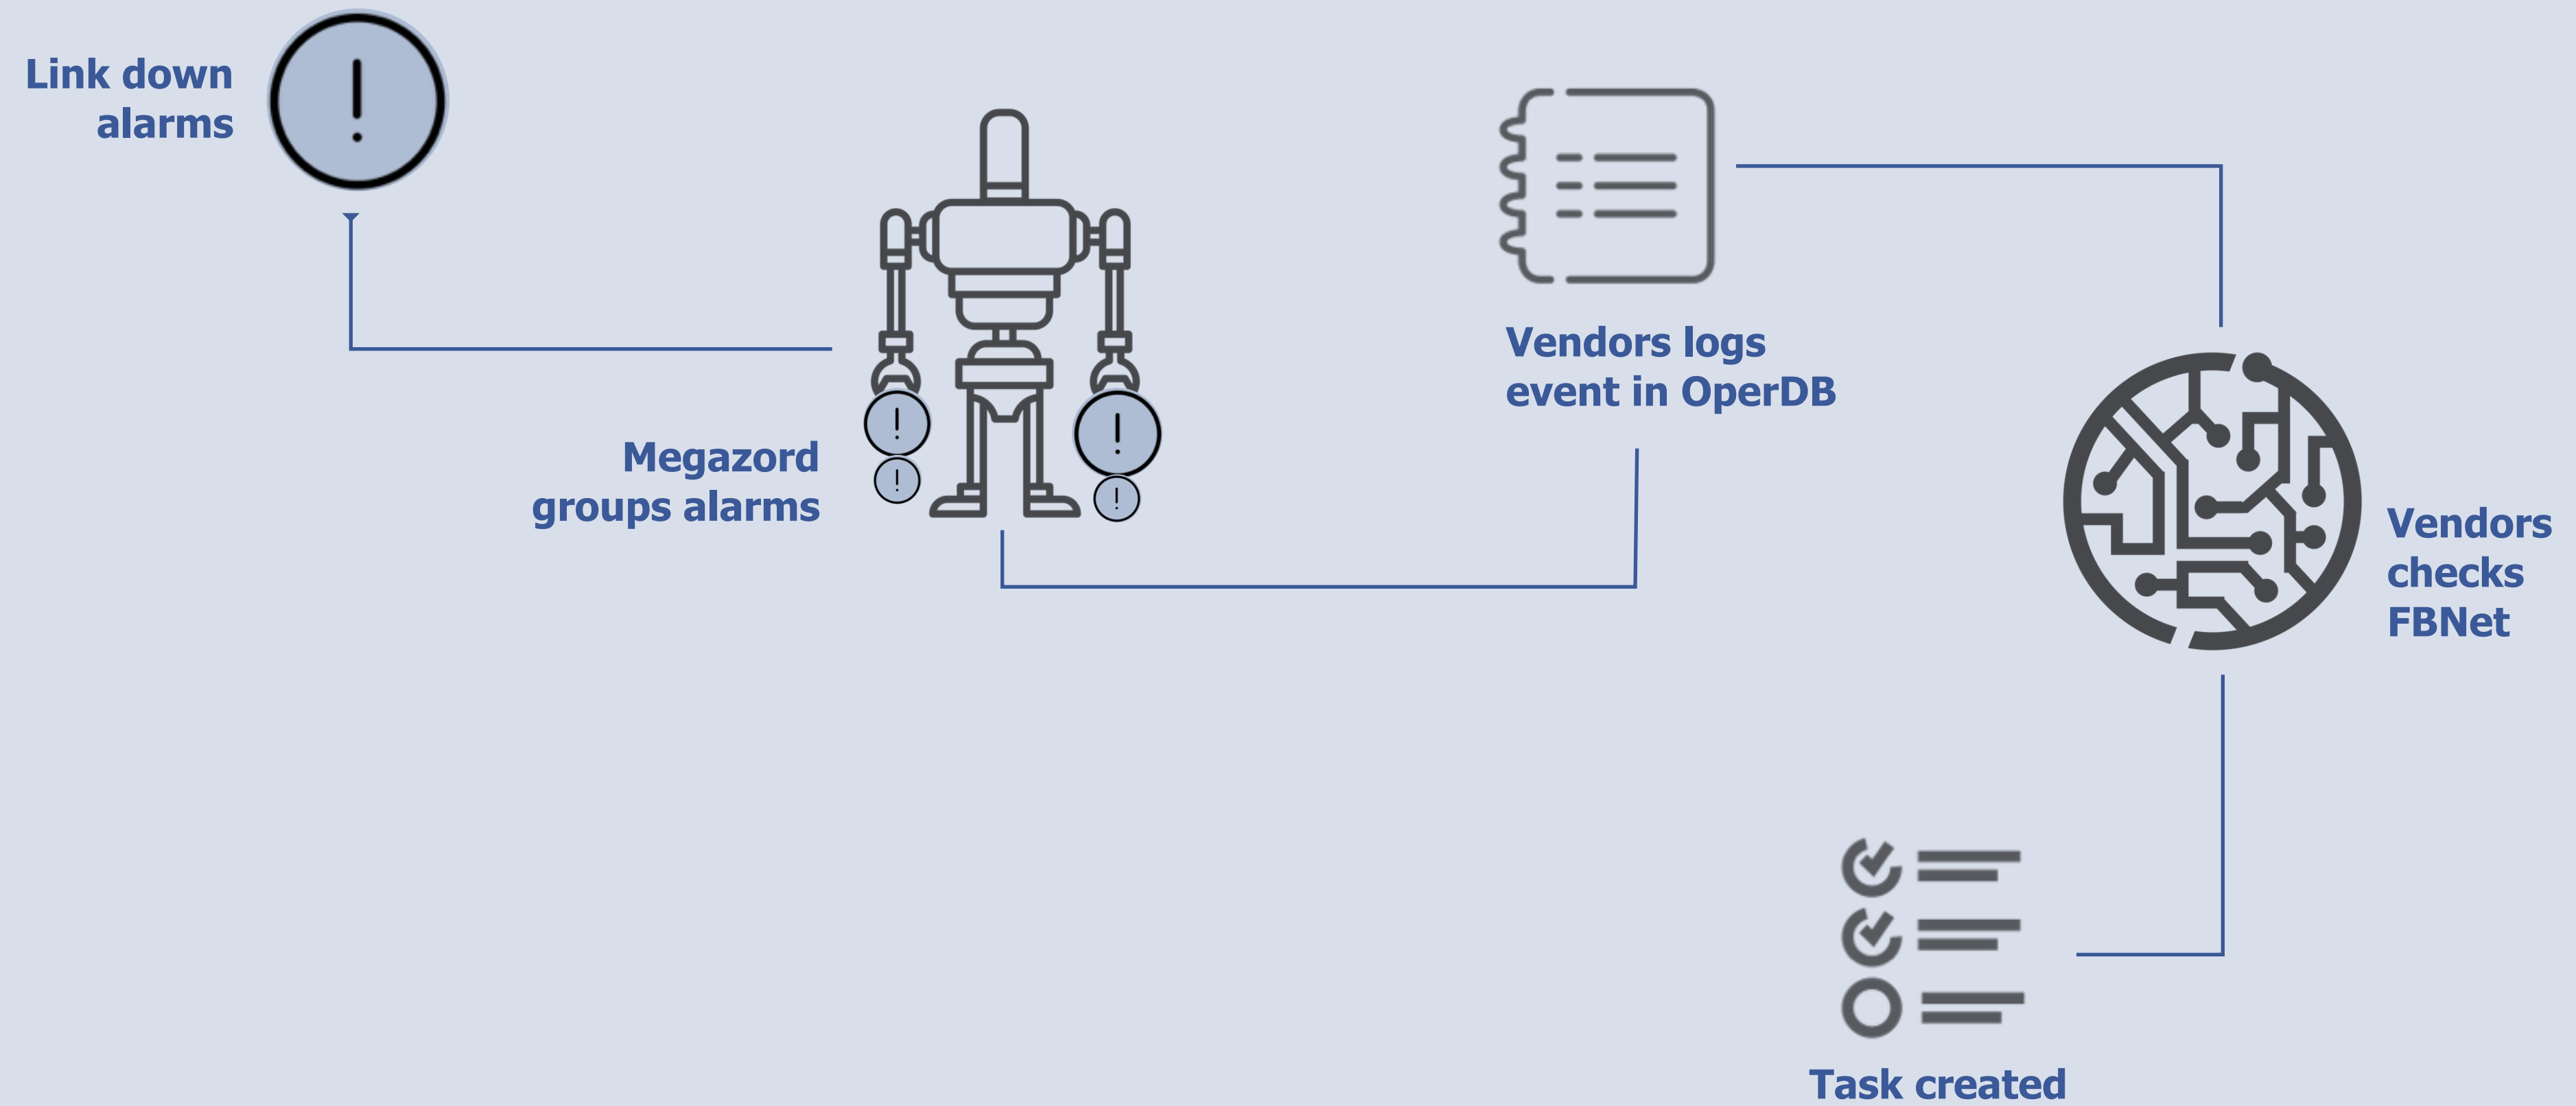 Link down
alarms
Megazord
groups alarms
Vendors logs
event in OperDB
Vendors
checks
FBNet
Task created